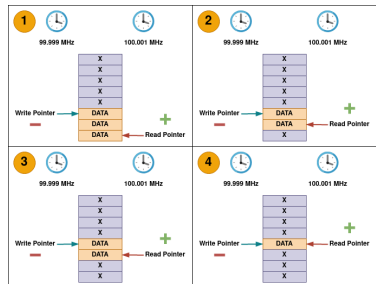 1
99.999 MHz 100.001 MHz
X
X
X
X
X
Write Pointer DATA
DATA
DATA Read Pointer
2
99.999 MHz 100.001 MHz
X
X
X
X
X
Write Pointer DATA
DATA Read Pointer
X
3
99.999 MHz 100.001 MHz
X
X
X
X
Write Pointer DATA
DATA Read Pointer
X
X
4
99.999 MHz 100.001 MHz
X
X
X
X
Write Pointer DATA Read Pointer
X
X
X